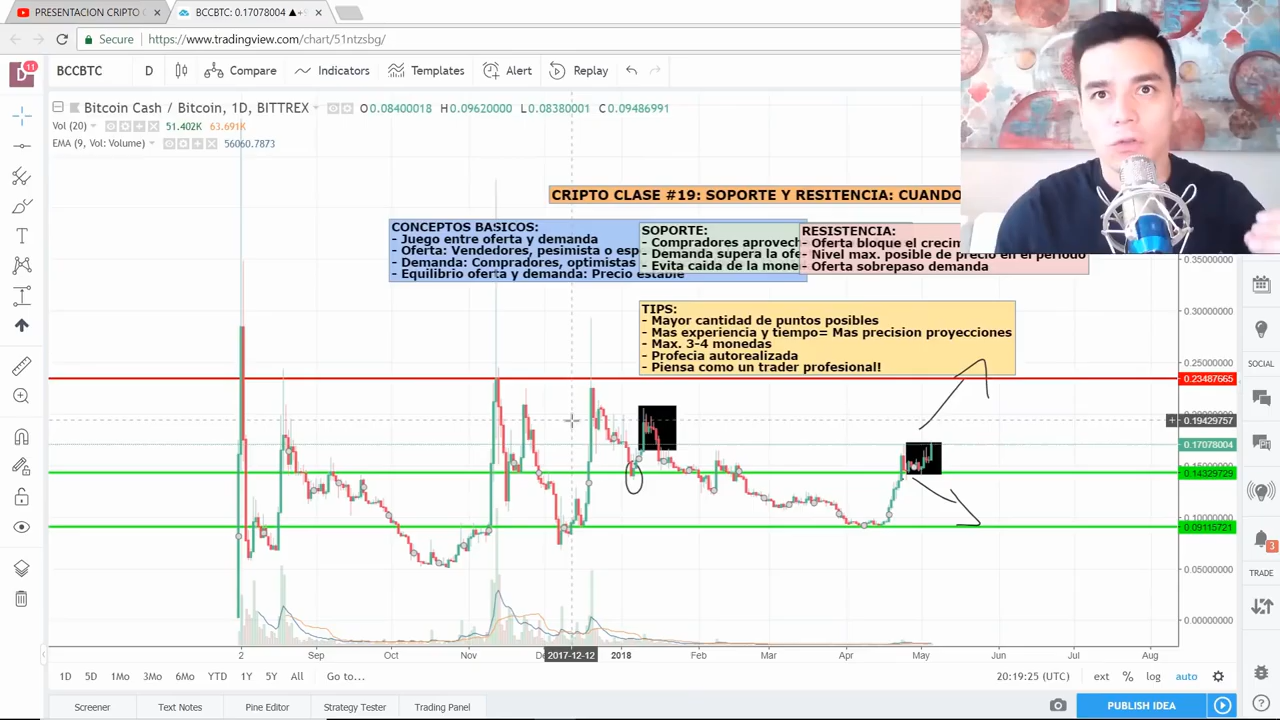 PRESENTACION CRIPTO
BCCBTC: 0.17078004
Secure
https://www.tradingview.com/chart/51ntzsbg/
D
11
BCCBTC
D
Compare
Indicators
Templates
Alert
Replay
Bitcoin Cash / Bitcoin, 1D, BITTREX
O0.08400018 H0.09620000 L0.08380001 C0.09486991
Vol (20)
51.402K 63.691K
EMA (9, Vol: Volume)
56060.7873
CRIPTO CLASE #19: SOPORTE Y RESITENCIA: CUANDO
CONCEPTOS BASICOS:
- Juego entre oferta y demanda
- Oferta: Vendedores, pesimista o esp
- Demanda: Compradores, optimistas
- Equilibrio oferta y demanda: Precio estable
SOPORTE:
- Compradores aprovech
- Demanda supera la ofe
- Evita caida de la mone
RESISTENCIA:
- Oferta bloque el crecim
- Nivel max. posible de precio en el periodo
- Oferta sobrepaso demanda
TIPS:
- Mayor cantidad de puntos posibles
- Mas experiencia y tiempo= Mas precision proyecciones
- Max. 3-4 monedas
- Profecia autorealizada
- Piensa como un trader profesional!
0.35000000
0.30000000
0.25000000
0.23487665
0.19429757
0.17078004
0.14329729
0.10000000
0.09115721
0.05000000
0.00000000
2
Sep
Oct
Nov
2017-12-12
2018
Feb
Mar
Apr
May
Jun
Jul
Aug
SOCIAL
3
TRADE
1D
5D
1Mo
3Mo
6Mo
YTD
1Y
5Y
All
Go to...
20:19:25 (UTC)
ext
%
log
auto
Screener
Text Notes
Pine Editor
Strategy Tester
Trading Panel
PUBLISH IDEA